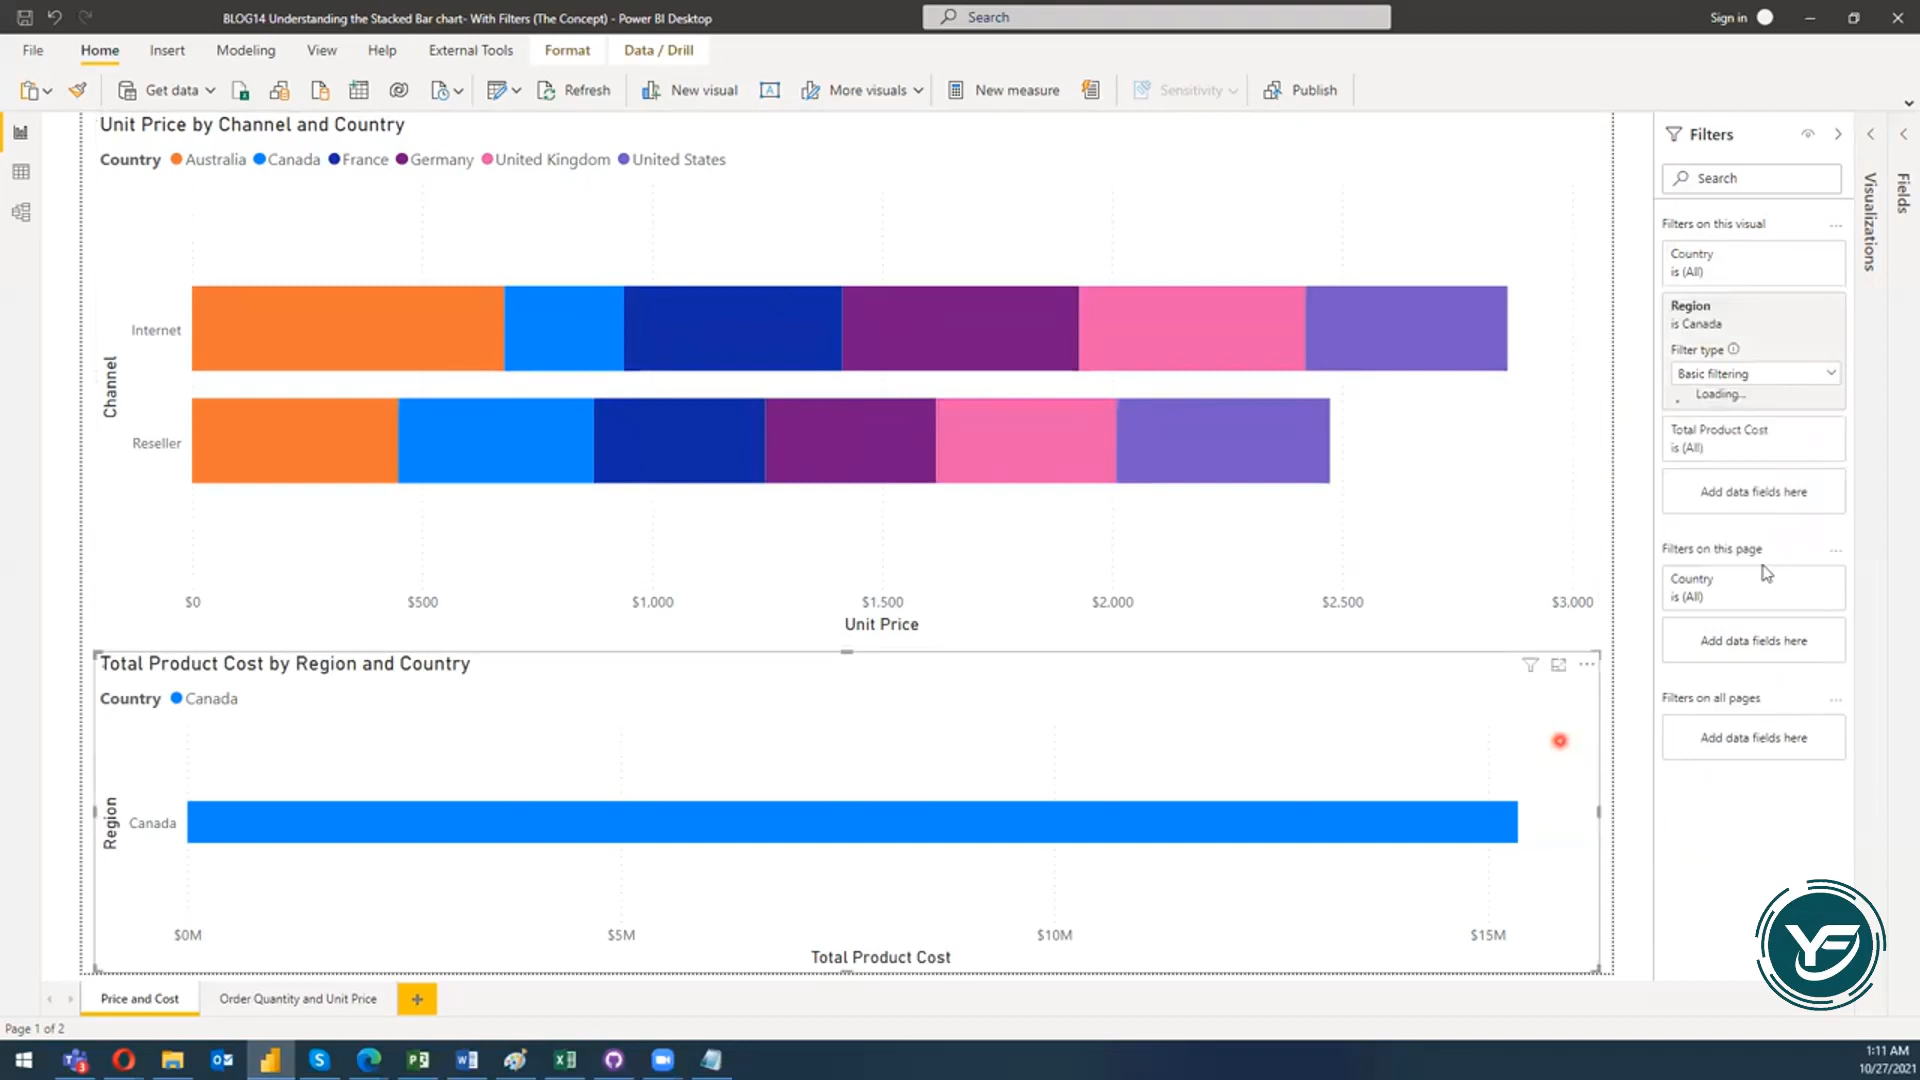 BLOG14 Understanding the Stacked Bar chart- With Filters (The Concept) - Power BI Desktop
Search
Sign in
File Home Insert Modeling View Help External Tools Format Data / Drill
Get data Refresh New visual More visuals New measure Sensitivity Publish
Unit Price by Channel and Country
Country Australia Canada France Germany United Kingdom United States
Channel
Internet
Reseller
$0 $500 $1.000 $1.500 $2.000 $2.500 $3.000
Unit Price
Total Product Cost by Region and Country
Country Canada
Region
Canada
$0M $5M $10M $15M
Total Product Cost
Filters
Search
Filters on this visual
Country
is (All)
Region
is Canada
Filter type
Basic filtering
Loading...
Total Product Cost
is (All)
Add data fields here
Filters on this page
Country
is (All)
Add data fields here
Filters on all pages
Add data fields here
Visualizations
Fields
YF
Price and Cost Order Quantity and Unit Price
Page 1 of 2
1:11 AM
10/27/2021